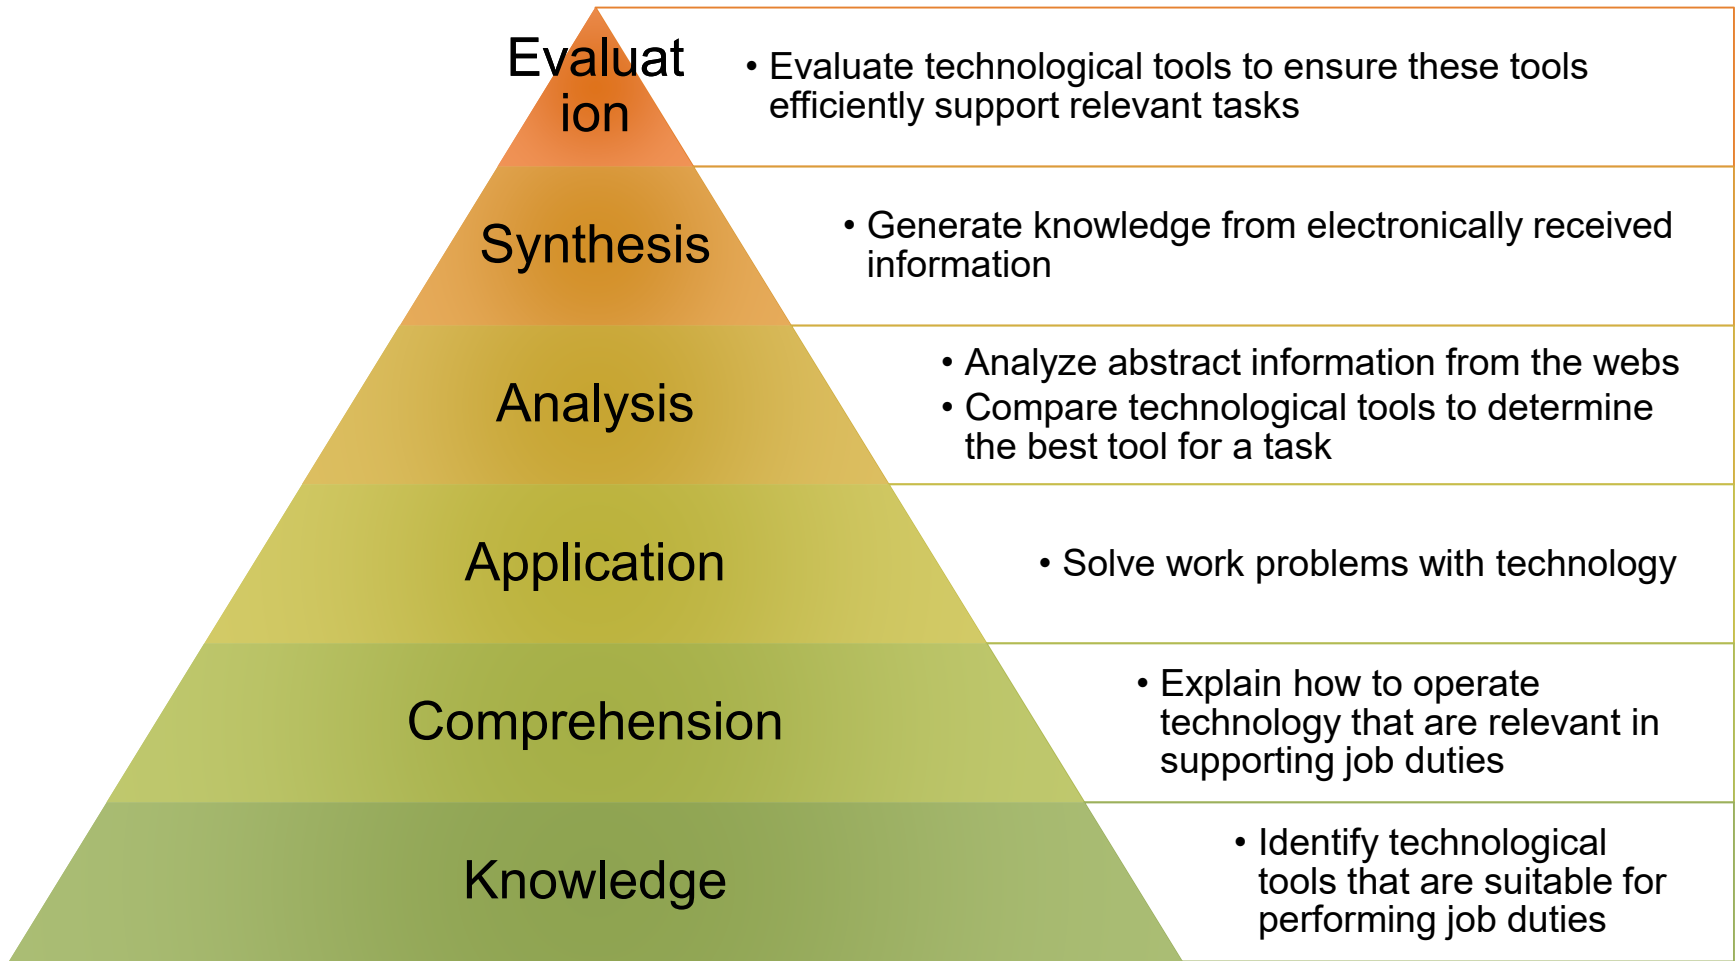 Evaluat
ion
• Evaluate technological tools to ensure these tools
efficiently support relevant tasks
Synthesis
• Generate knowledge from electronically received
information
Analysis
• Analyze abstract information from the webs
• Compare technological tools to determine
the best tool for a task
Application
• Solve work problems with technology
Comprehension
• Explain how to operate
technology that are relevant in
supporting job duties
Knowledge
• Identify technological
tools that are suitable for
performing job duties